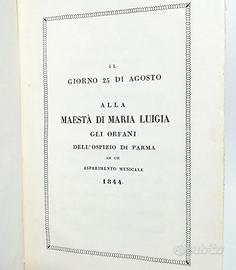 IL
GIORNO 25 DI AGOSTO
ALLA
MAESTÀ DI MARIA LUIGIA
GLI ORFANI
DELL'OSPIZIO DI PARMA
IN UN
ESPERIMENTO MUSICALE
1844.
subito